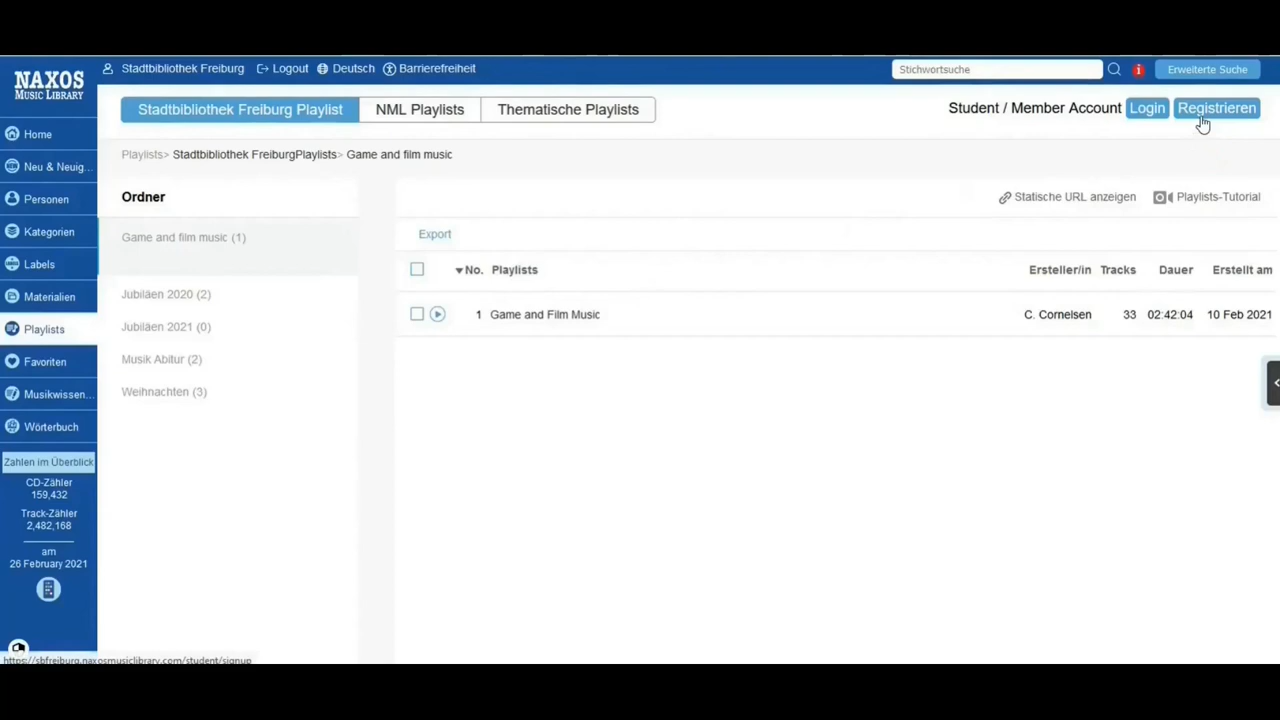 NAXOS
MUSIC LIBRARY
Stadtbibliothek Freiburg
Logout
Deutsch
Barrierefreiheit
Stichwortsuche
i
Erweiterte Suche
Stadtbibliothek Freiburg Playlist
NML Playlists
Thematische Playlists
Student / Member Account
Login
Registrieren
Home
Neu & Neuig...
Personen
Kategorien
Labels
Materialien
Playlists
Favoriten
Musikwissen...
Wörterbuch
Zahlen im Überblick
CD-Zähler
159,432
Track-Zähler
2,482,168
am
26 February 2021
Playlists> Stadtbibliothek FreiburgPlaylists> Game and film music
Ordner
Game and film music (1)
Jubiläen 2020 (2)
Jubiläen 2021 (0)
Musik Abitur (2)
Weihnachten (3)
Statische URL anzeigen
Playlists-Tutorial
Export
No. Playlists Ersteller/in Tracks Dauer Erstellt am
1 Game and Film Music C. Cornelsen 33 02:42:04 10 Feb 2021
https://sbfreiburg.naxosmusiclibrary.com/student/signup